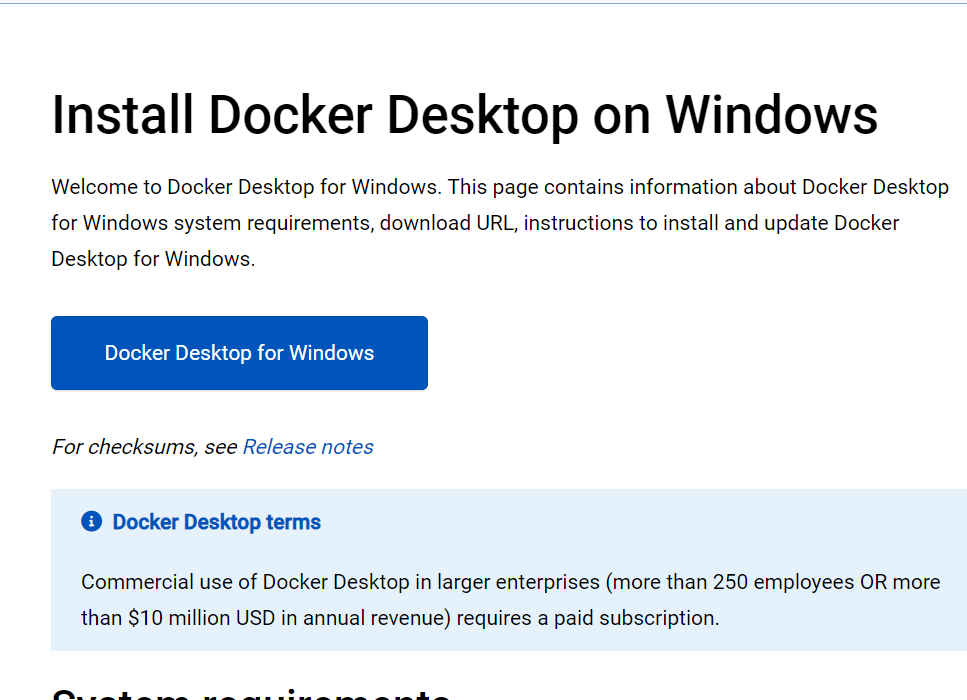 Install Docker Desktop on Windows
Welcome to Docker Desktop for Windows. This page contains information about Docker Desktop
for Windows system requirements, download URL, instructions to install and update Docker
Desktop for Windows.
Docker Desktop for Windows
For checksums, see Release notes
Docker Desktop terms
Commercial use of Docker Desktop in larger enterprises (more than 250 employees OR more
than $10 million USD in annual revenue) requires a paid subscription.
System requirements